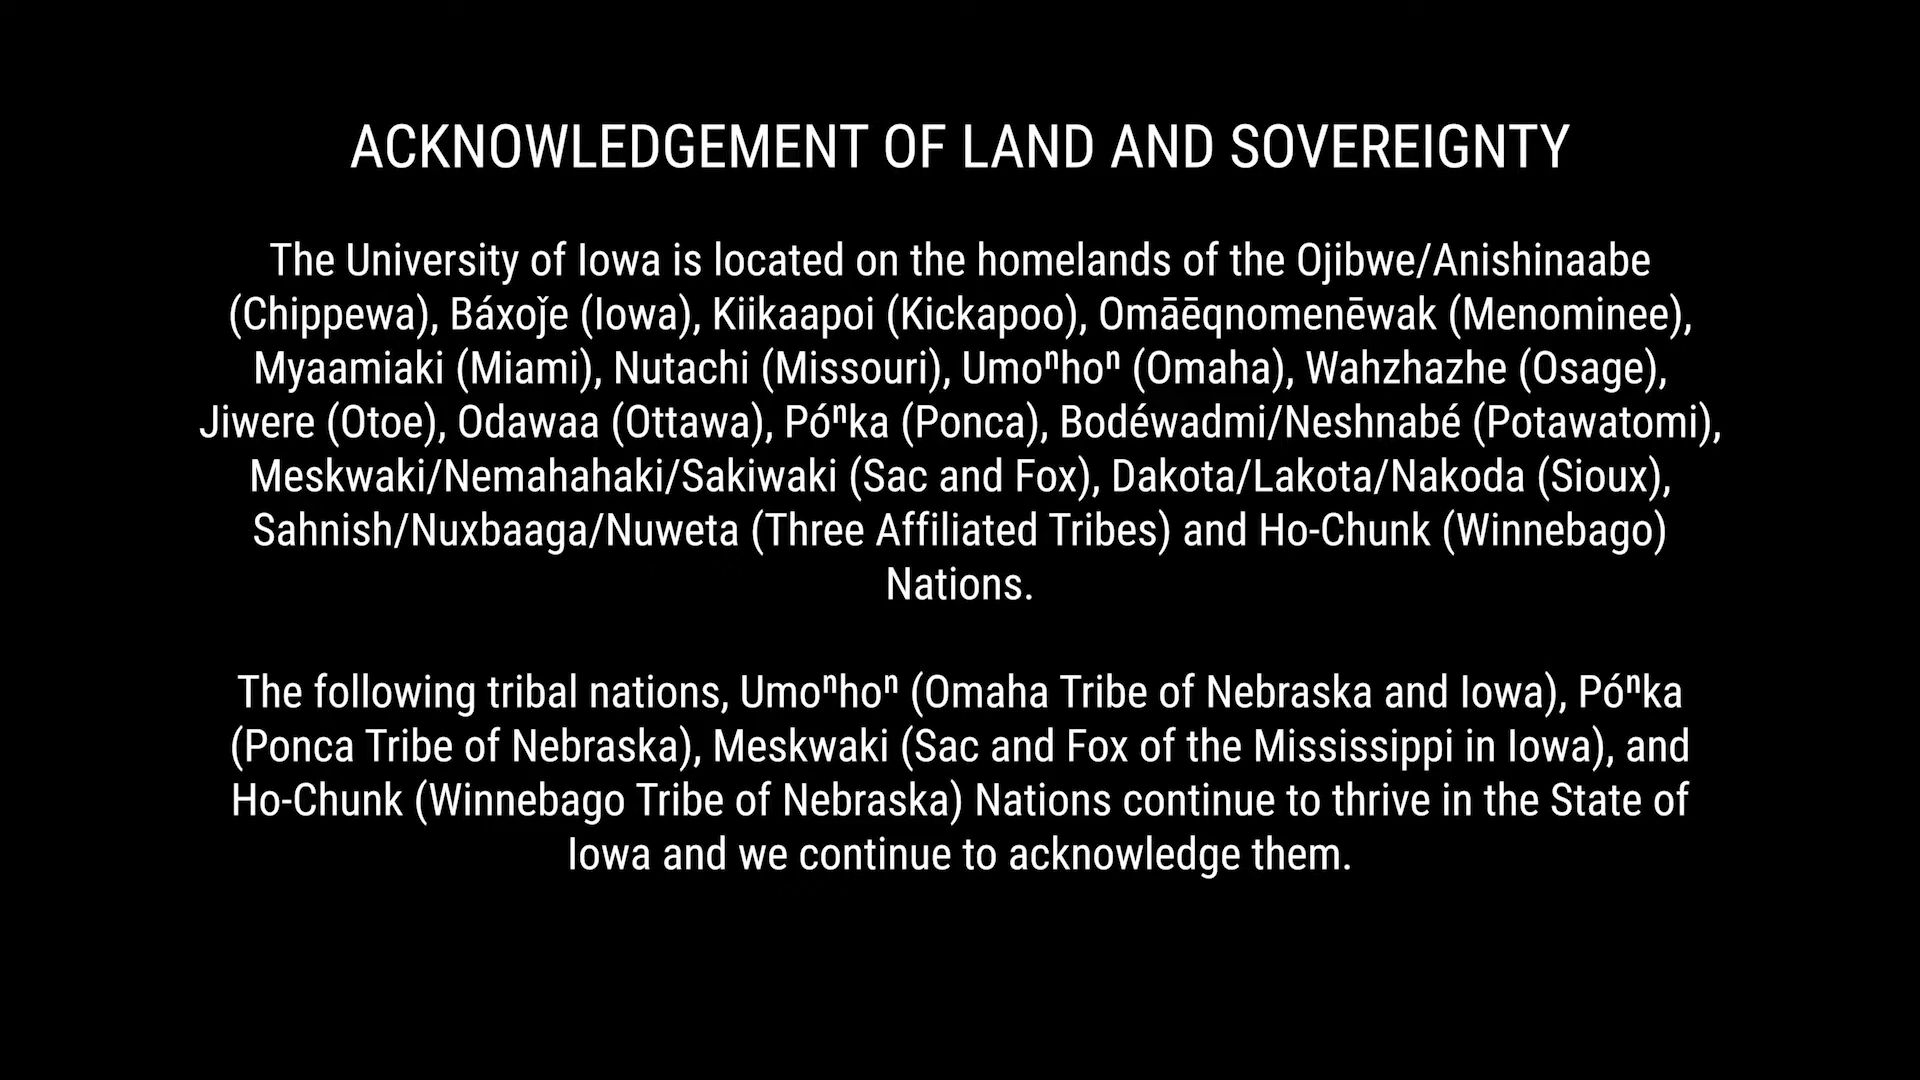 ACKNOWLEDGEMENT OF LAND AND SOVEREIGNTY
The University of Iowa is located on the homelands of the Ojibwe/Anishinaabe
(Chippewa), Báxoǰe (Iowa), Kiikaapoi (Kickapoo), Omāēqnomenēwak (Menominee),
Myaamiaki (Miami), Nutachi (Missouri), Umoⁿhoⁿ (Omaha), Wahzhazhe (Osage),
Jiwere (Otoe), Odawaa (Ottawa), Póⁿka (Ponca), Bodéwadmi/Neshnabé (Potawatomi),
Meskwaki/Nemahahaki/Sakiwaki (Sac and Fox), Dakota/Lakota/Nakoda (Sioux),
Sahnish/Nuxbaaga/Nuweta (Three Affiliated Tribes) and Ho-Chunk (Winnebago)
Nations.
The following tribal nations, Umoⁿhoⁿ (Omaha Tribe of Nebraska and Iowa), Póⁿka
(Ponca Tribe of Nebraska), Meskwaki (Sac and Fox of the Mississippi in Iowa), and
Ho-Chunk (Winnebago Tribe of Nebraska) Nations continue to thrive in the State of
Iowa and we continue to acknowledge them.